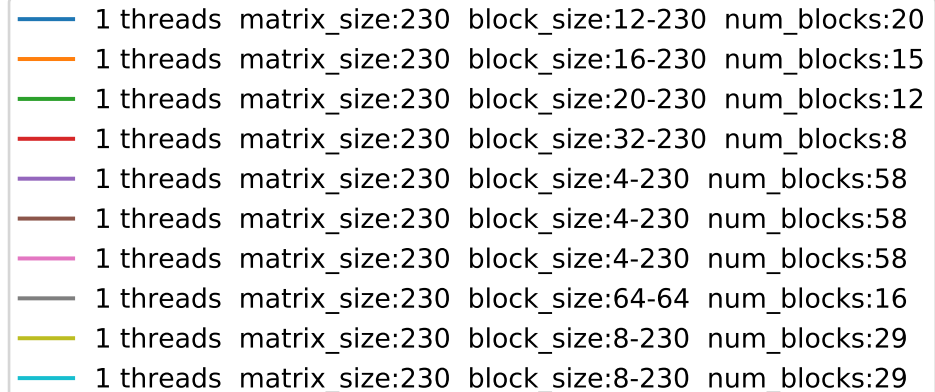 1 threads matrix_size:230 block_size:12-230 num_blocks:20
1 threads matrix_size:230 block_size:16-230 num_blocks:15
1 threads matrix_size:230 block_size:20-230 num_blocks:12
1 threads matrix_size:230 block_size:32-230 num_blocks:8
1 threads matrix_size:230 block_size:4-230 num_blocks:58
1 threads matrix_size:230 block_size:4-230 num_blocks:58
1 threads matrix_size:230 block_size:4-230 num_blocks:58
1 threads matrix_size:230 block_size:64-64 num_blocks:16
1 threads matrix_size:230 block_size:8-230 num_blocks:29
1 threads matrix_size:230 block_size:8-230 num_blocks:29